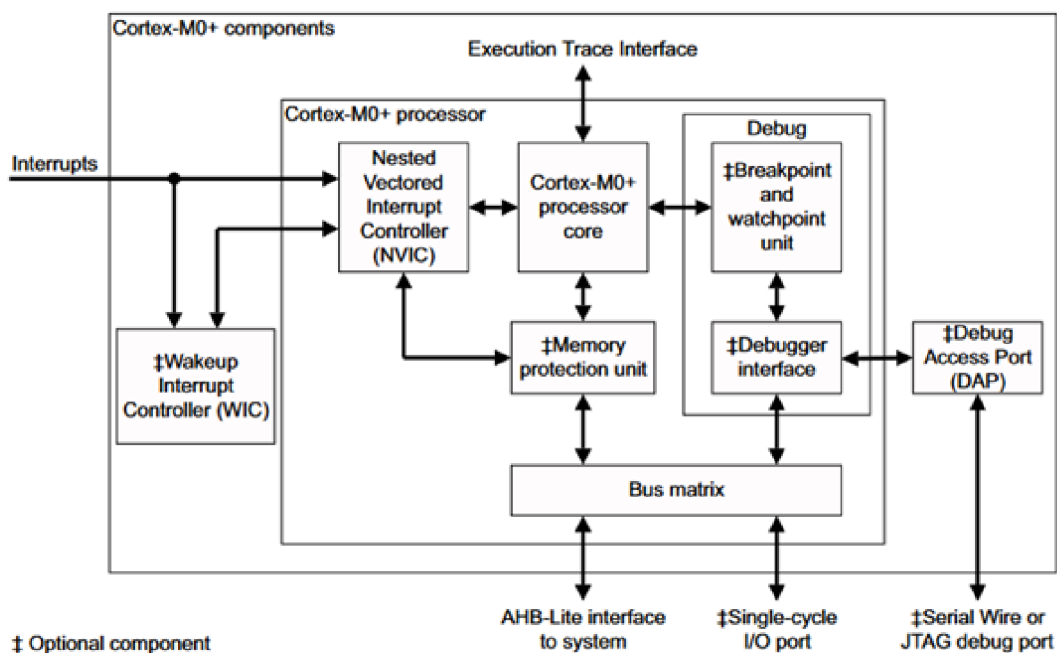 Cortex-M0+ components
Execution Trace Interface
Cortex-M0+ processor
Debug
Interrupts
Nested
Vectored
Interrupt
Controller
(NVIC)
Cortex-M0+
processor
core
‡Breakpoint
and
watchpoint
unit
‡Wakeup
Interrupt
Controller (WIC)
‡Memory
protection unit
‡Debugger
interface
‡Debug
Access Port
(DAP)
Bus matrix
‡ Optional component
AHB-Lite interface
to system
‡Single-cycle
I/O port
‡Serial Wire or
JTAG debug port